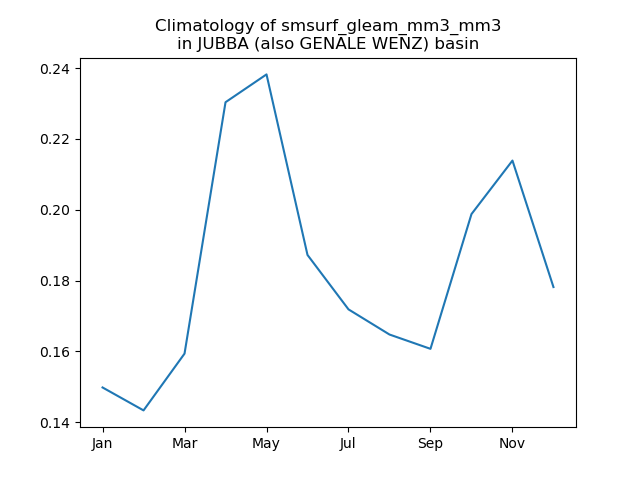 Climatology of smsurf_gleam_mm3_mm3
in JUBBA (also GENALE WENZ) basin
0.24
0.22
0.20
0.18
0.16
0.14
Jan Mar May Jul Sep Nov